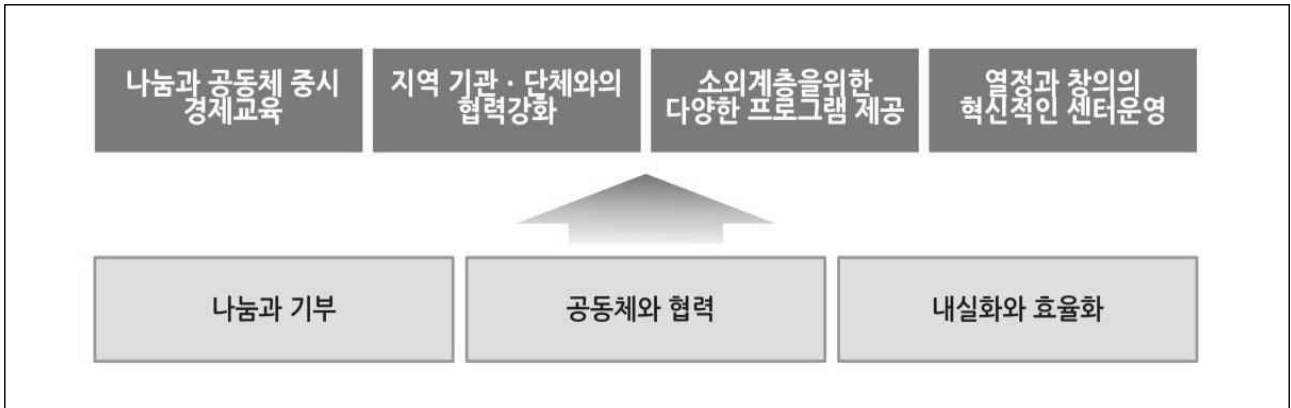 나눔과 공동체 중시
경제교육
지역 기관·단체와의
협력강화
소외계층을위한
다양한 프로그램 제공
열정과 창의의
혁신적인 센터운영
나눔과 기부
공동체와 협력
내실화와 효율화